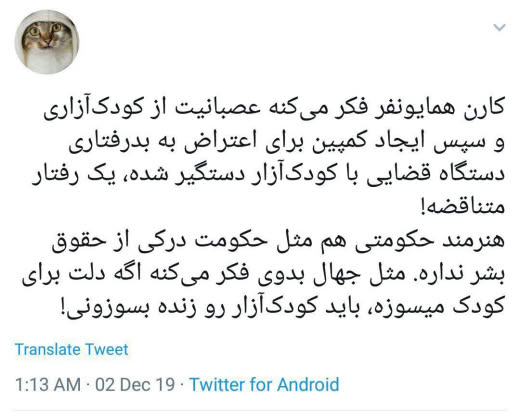 کارن همایونفر فکر می‌کنه عصبانیت از کودک‌آزاری
و سپس ایجاد کمپین برای اعتراض به بدرفتاری
دستگاه قضایی با کودک‌آزار دستگیر شده، یک رفتار
متناقضه!
هنرمند حکومتی هم مثل حکومت درکی از حقوق
بشر نداره. مثل جهال بدوی فکر می‌کنه اگه دلت برای
کودک میسوزه، باید کودک‌آزار رو زنده بسوزونی!
Translate Tweet
1:13 AM · 02 Dec 19 · Twitter for Android